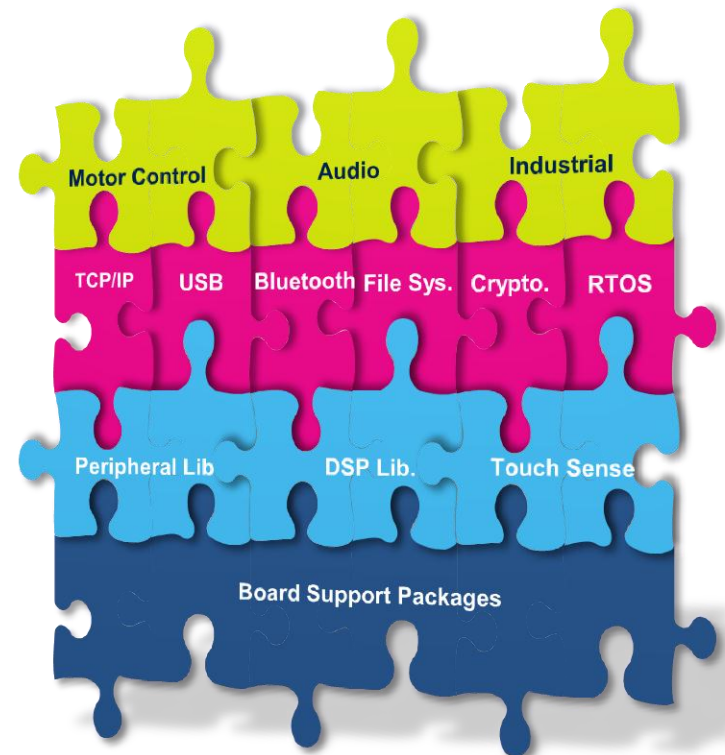 Motor Control
Audio
Industrial
TCP/IP
USB
Bluetooth
File Sys.
Crypto.
RTOS
Peripheral Lib
DSP Lib.
Touch Sense
Board Support Packages